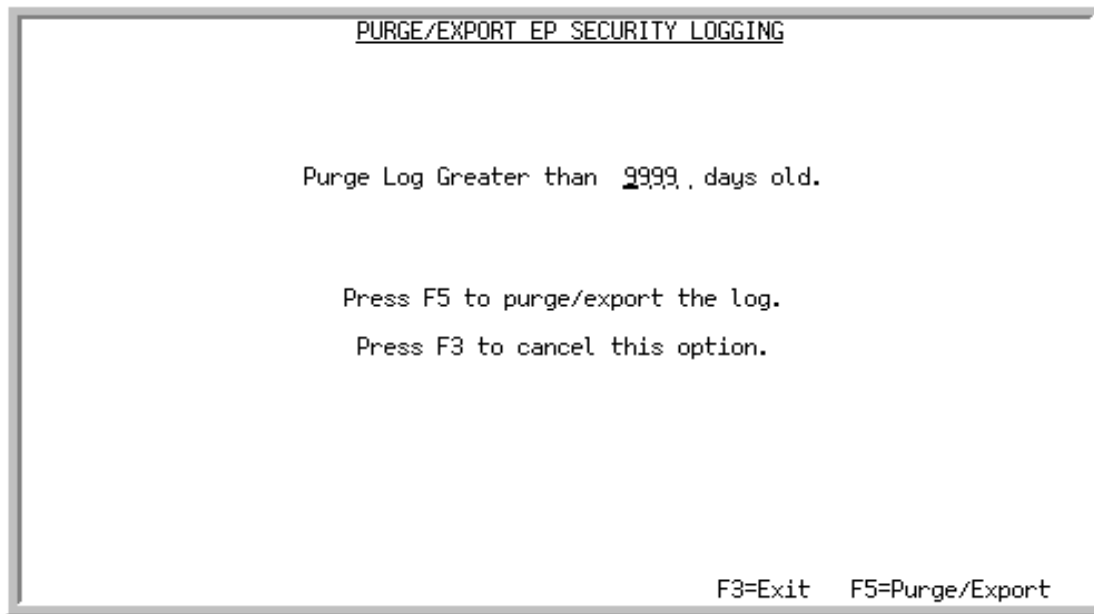 PURGE/EXPORT EP SECURITY LOGGING
Purge Log Greater than 9999 days old.
Press F5 to purge/export the log.
Press F3 to cancel this option.
F3=Exit F5=Purge/Export